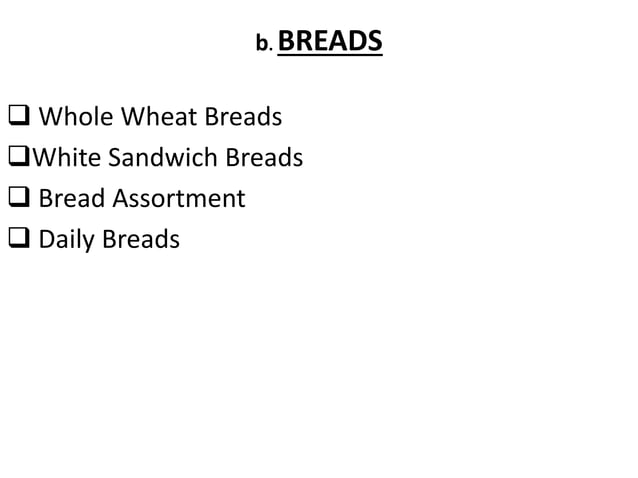 b. BREADS
❑ Whole Wheat Breads
❑White Sandwich Breads
❑ Bread Assortment
❑ Daily Breads